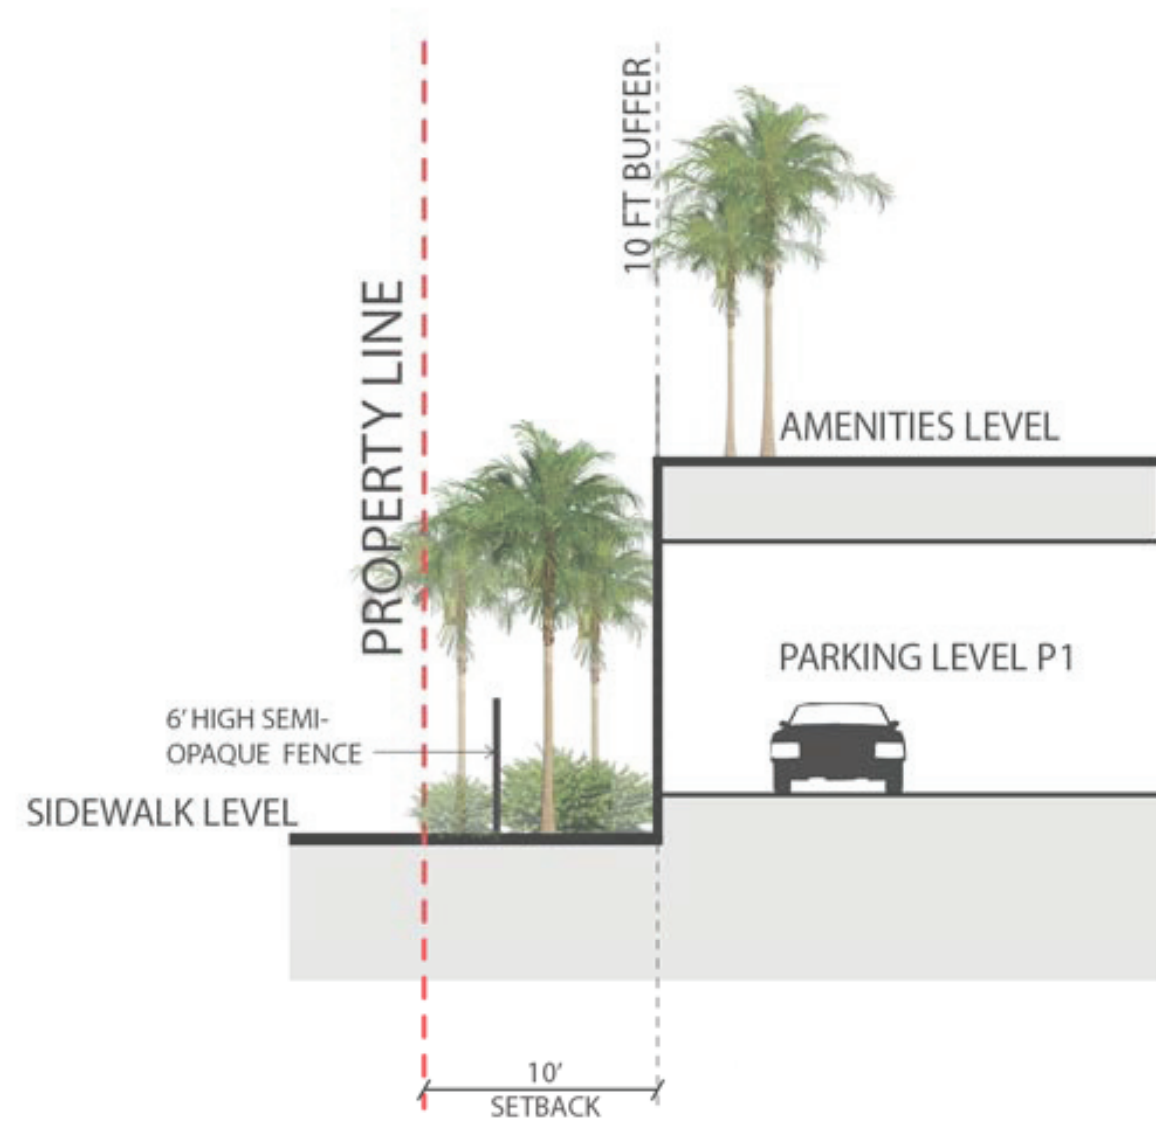 PROPERTY LINE
10 FT BUFFER
AMENITIES LEVEL
PARKING LEVEL P1
6' HIGH SEMI-
OPAQUE FENCE
SIDEWALK LEVEL
10'
SETBACK